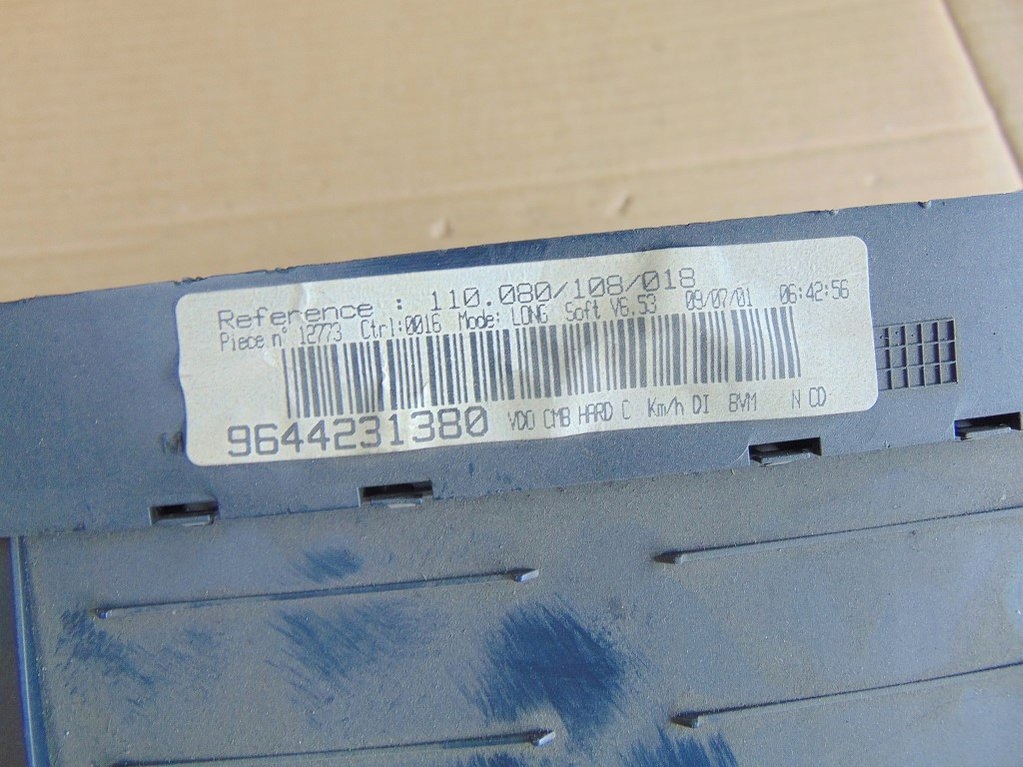 Reference : 110.080/108/018
Piece n° 12773 Ctrl:0016 Mode: LONG Soft V6.53 09/07/01 06:42:56
9644231380 VDO CMB HARD C Km/h DI BVM N CD
M